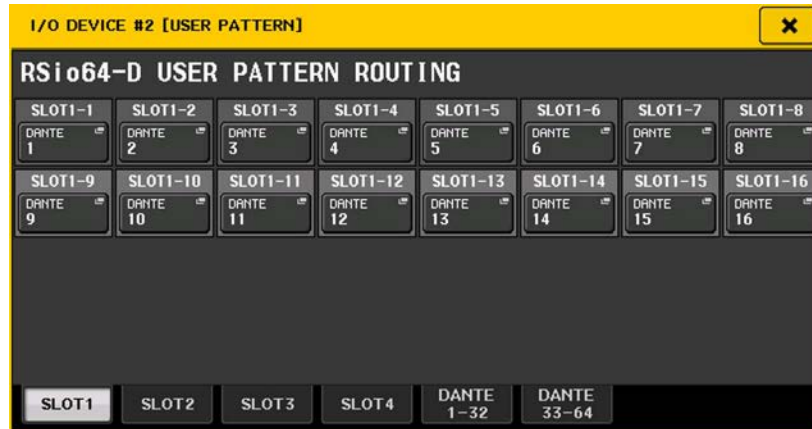 I/O DEVICE #2 [USER PATTERN]
RSio64-D USER PATTERN ROUTING
SLOT1-1 SLOT1-2 SLOT1-3 SLOT1-4 SLOT1-5 SLOT1-6 SLOT1-7 SLOT1-8
DANTE DANTE DANTE DANTE DANTE DANTE DANTE DANTE
1 2 3 4 5 6 7 8
SLOT1-9 SLOT1-10 SLOT1-11 SLOT1-12 SLOT1-13 SLOT1-14 SLOT1-15 SLOT1-16
DANTE DANTE DANTE DANTE DANTE DANTE DANTE DANTE
9 10 11 12 13 14 15 16
SLOT1 SLOT2 SLOT3 SLOT4 DANTE 1-32 DANTE 33-64